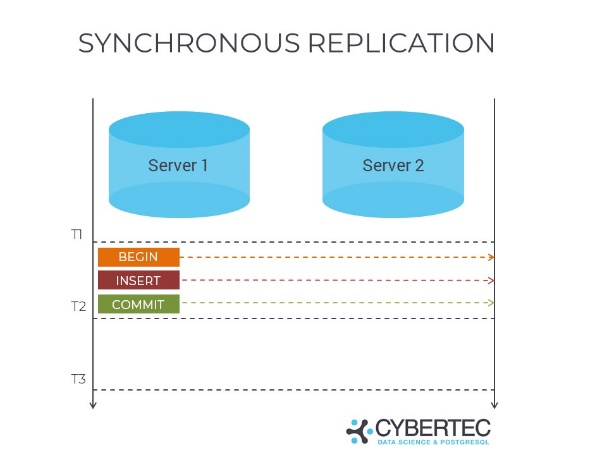 SYNCHRONOUS REPLICATION
Server 1
Server 2
T1
BEGIN
INSERT
COMMIT
T2
T3
CYBERTEC
DATA SCIENCE & POSTGRESQL